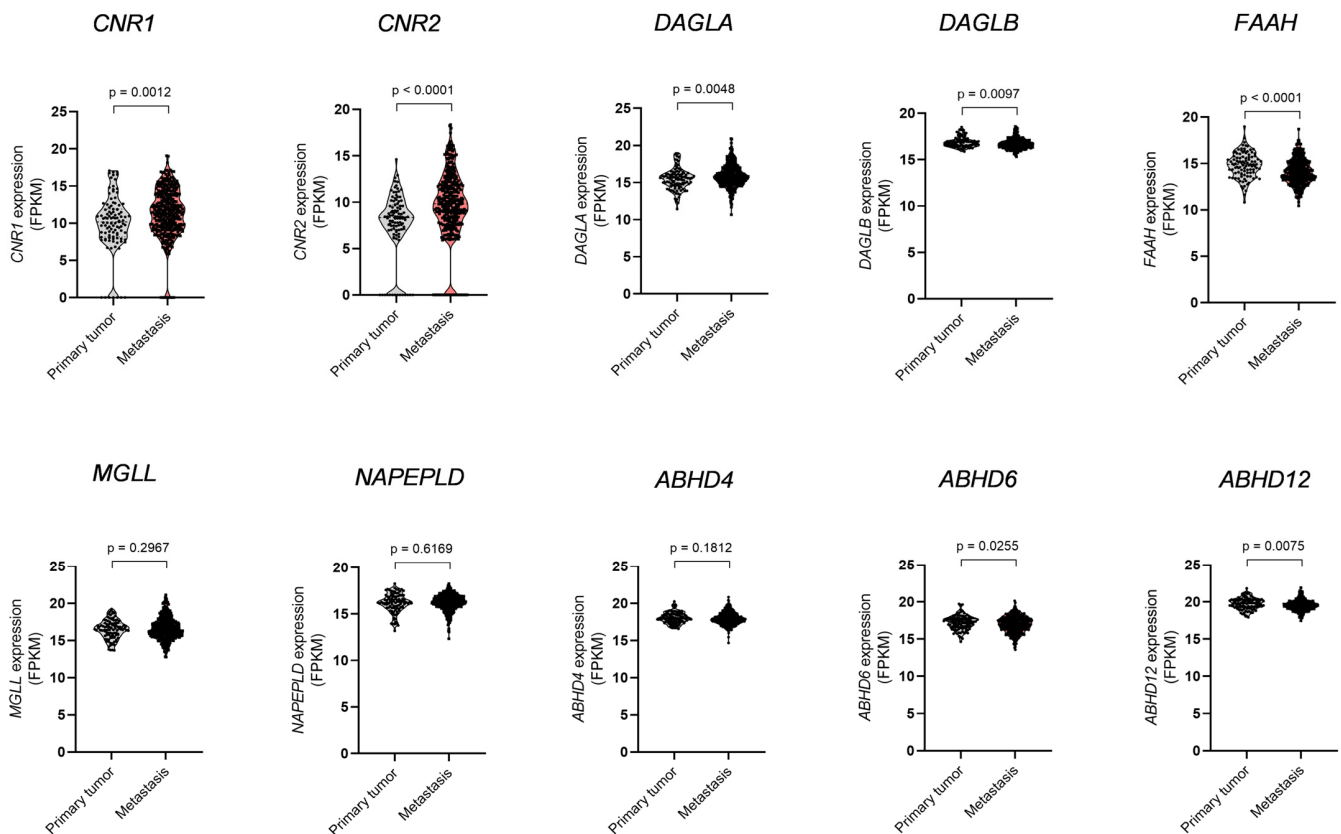 CNR1
CNR2
DAGLA
DAGLB
FAAH
p = 0.0012
25
20
15
10
5
0
CNR1 expression
(FPKM)
Primary tumor
Metastasis
p < 0.0001
20
15
10
5
0
CNR2 expression
(FPKM)
Primary tumor
Metastasis
p = 0.0048
25
20
15
10
5
0
DAGLA expression
(FPKM)
Primary tumor
Metastasis
p = 0.0097
20
15
10
5
0
DAGLB expression
(FPKM)
Primary tumor
Metastasis
p < 0.0001
20
15
10
5
0
FAAH expression
(FPKM)
Primary tumor
Metastasis
MGLL
NAPEPLD
ABHD4
ABHD6
ABHD12
p = 0.2967
25
20
15
10
5
0
MGLL expression
(FPKM)
Primary tumor
Metastasis
p = 0.6169
20
15
10
5
0
NAPEPLD expression
(FPKM)
Primary tumor
Metastasis
p = 0.1812
25
20
15
10
5
0
ABHD4 expression
(FPKM)
Primary tumor
Metastasis
p = 0.0255
25
20
15
10
5
0
ABHD6 expression
(FPKM)
Primary tumor
Metastasis
p = 0.0075
25
20
15
10
5
0
ABHD12 expression
(FPKM)
Primary tumor
Metastasis